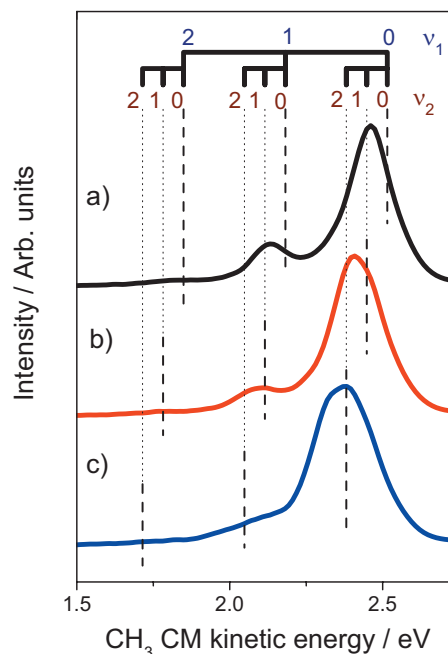 2 1 0 ν1
2 1 0 2 1 0 2 1 0 ν2
a)
b)
c)
Intensity / Arb. units
1.5 2.0 2.5
CH3 CM kinetic energy / eV